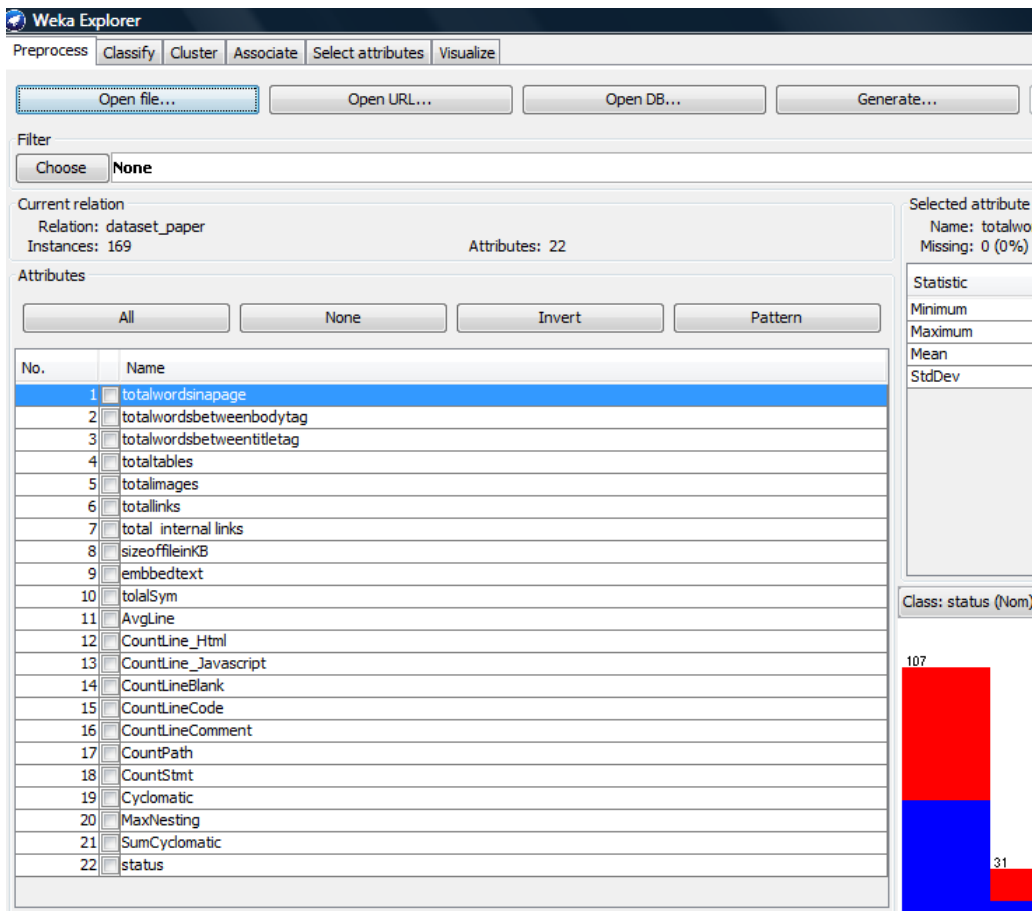 Weka Explorer
Preprocess Classify Cluster Associate Select attributes Visualize
Open file... Open URL... Open DB... Generate...
Filter
Choose None
Current relation
Relation: dataset_paper
Instances: 169 Attributes: 22
Selected attribute
Name: totalwo
Missing: 0 (0%)
Attributes
All None Invert Pattern
No. Name
1 totalwordsinapage
2 totalwordsbetweenbodytag
3 totalwordsbetweentitletag
4 totaltables
5 totalimages
6 totallinks
7 total internal links
8 sizeoffileinKB
9 embbedtext
10 tolalSym
11 AvgLine
12 CountLine_Html
13 CountLine_Javascript
14 CountLineBlank
15 CountLineCode
16 CountLineComment
17 CountPath
18 CountStmt
19 Cyclomatic
20 MaxNesting
21 SumCyclomatic
22 status
Statistic
Minimum
Maximum
Mean
StdDev
Class: status (Nom)
107
31